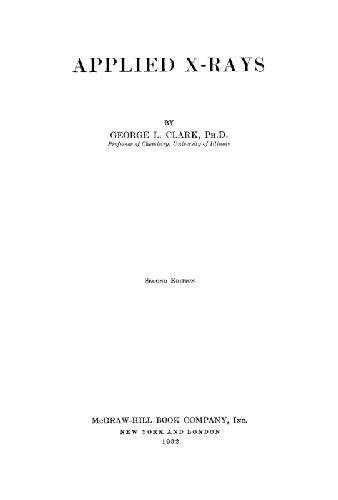 APPLIED X-RAYS
BY
GEORGE L. CLARK, PH.D.
Professor of Chemistry, University of Illinois
SECOND EDITION
McGRAW-HILL BOOK COMPANY, INC.
NEW YORK AND LONDON
1932